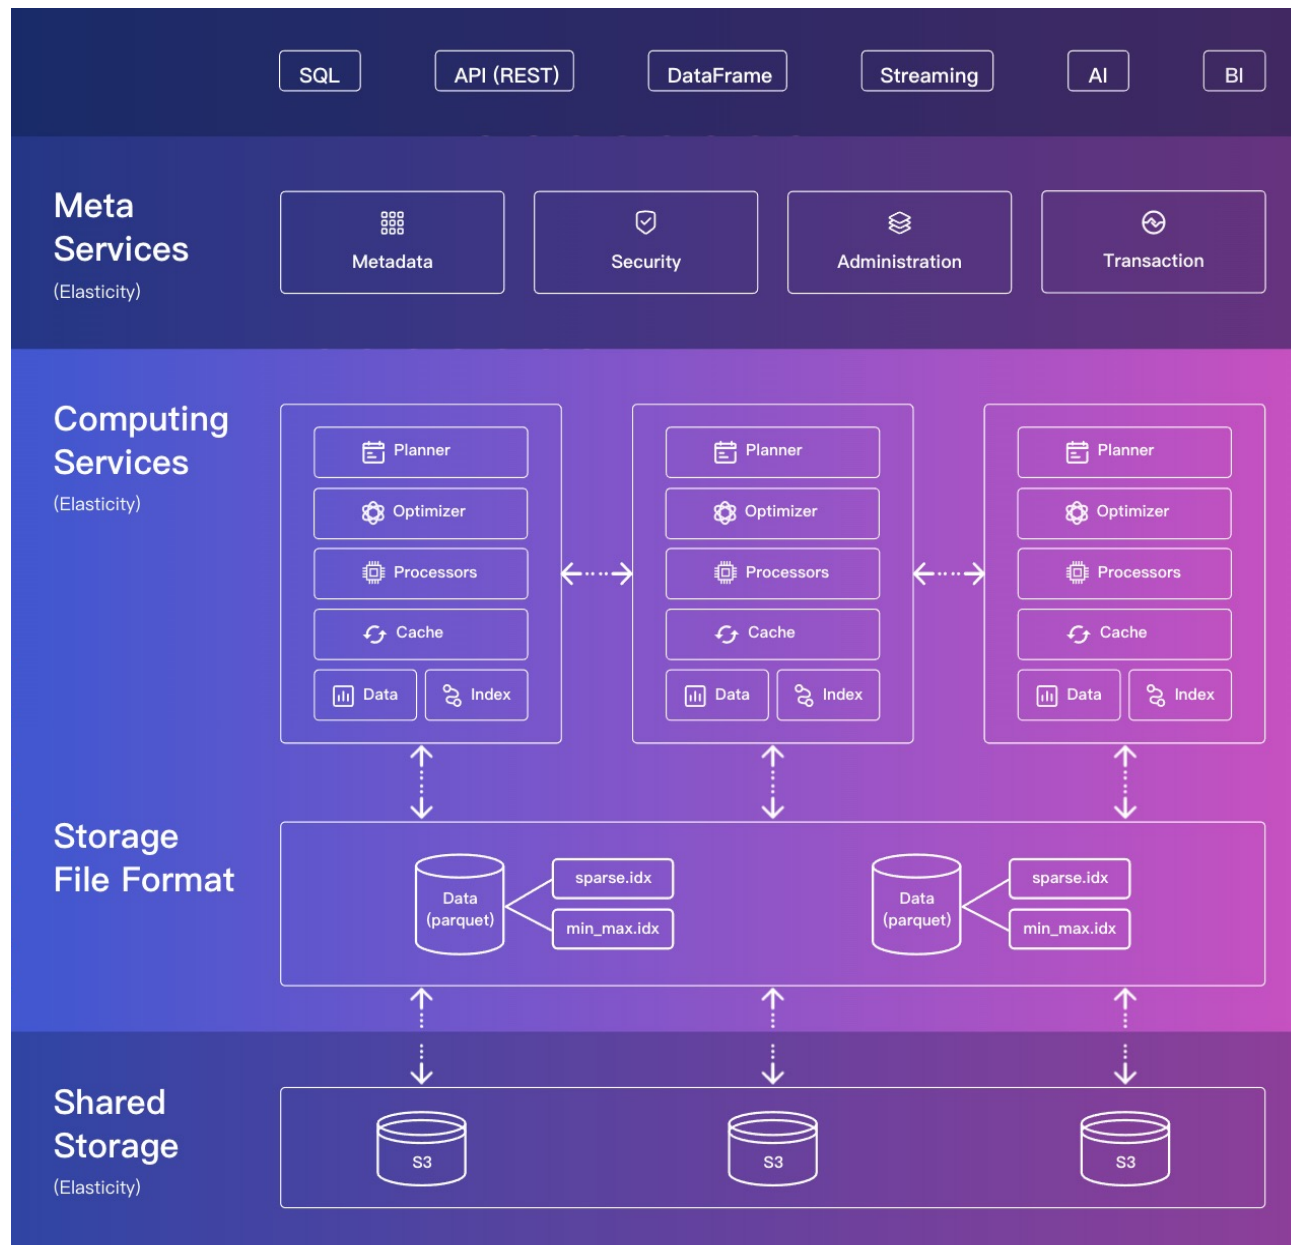 SQL
API (REST)
DataFrame
Streaming
AI
BI
Meta
Services
(Elasticity)
Metadata
Security
Administration
Transaction
Computing
Services
(Elasticity)
Planner
Optimizer
Processors
Cache
Data
Index
Planner
Optimizer
Processors
Cache
Data
Index
Planner
Optimizer
Processors
Cache
Data
Index
Storage
File Format
Data
(parquet)
sparse.idx
min_max.idx
Data
(parquet)
sparse.idx
min_max.idx
Shared
Storage
(Elasticity)
S3
S3
S3